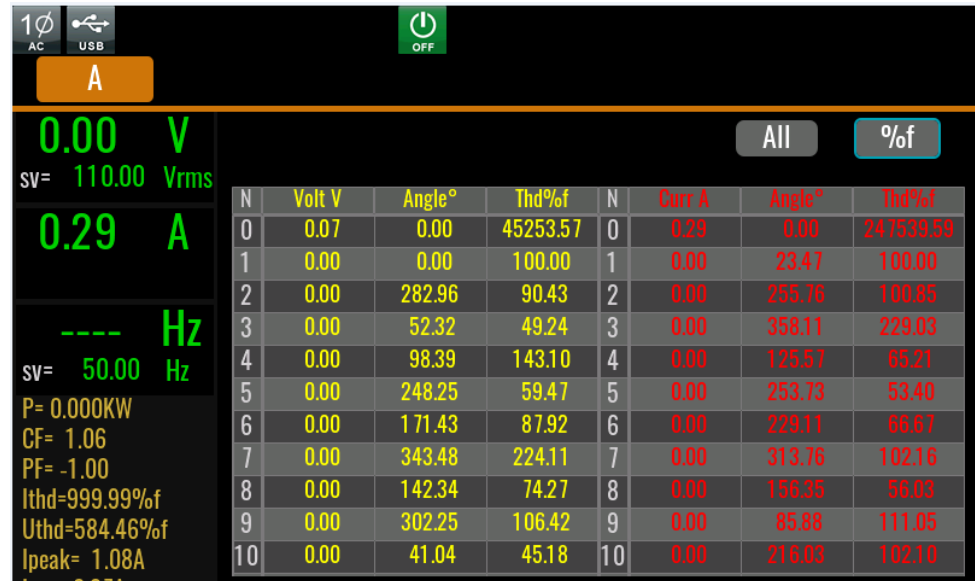 1Ø
AC
USB
OFF
A
0.00 V
sv= 110.00 Vrms
0.29 A
---- Hz
sv= 50.00 Hz
P= 0.000KW
CF= 1.06
PF= -1.00
Ithd=999.99%f
Uthd=584.46%f
Ipeak= 1.08A
All %f
N Volt V Angle° Thd%f N Curr A Angle° Thd%f
0 0.07 0.00 45253.57 0 0.29 0.00 247539.59
1 0.00 0.00 100.00 1 0.00 23.47 100.00
2 0.00 282.96 90.43 2 0.00 255.76 100.85
3 0.00 52.32 49.24 3 0.00 358.11 229.03
4 0.00 98.39 143.10 4 0.00 125.57 65.21
5 0.00 248.25 59.47 5 0.00 253.73 53.40
6 0.00 171.43 87.92 6 0.00 229.11 66.67
7 0.00 343.48 224.11 7 0.00 313.76 102.16
8 0.00 142.34 74.27 8 0.00 156.35 56.03
9 0.00 302.25 106.42 9 0.00 85.88 111.05
10 0.00 41.04 45.18 10 0.00 216.03 102.10